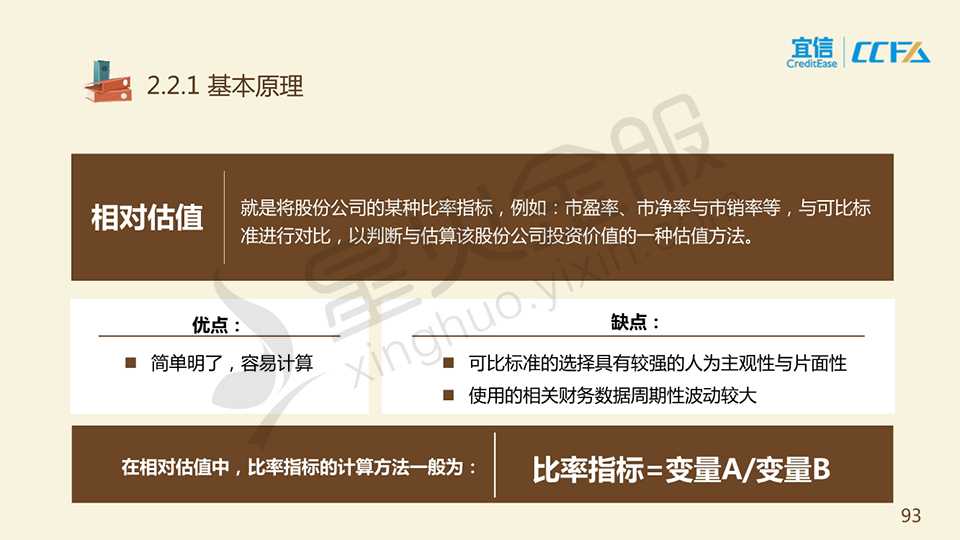 宜信
CreditEase
CCFA
2.2.1 基本原理
相对估值
就是将股份公司的某种比率指标，例如：市盈率、市净率与市销率等，与可比标
准进行对比，以判断与估算该股份公司投资价值的一种估值方法。
优点：
■ 简单明了，容易计算
缺点：
■ 可比标准的选择具有较强的人为主观性与片面性
■ 使用的相关财务数据周期性波动较大
在相对估值中，比率指标的计算方法一般为：
比率指标=变量A/变量B
星火金服
xinghuo.yixin.com
93